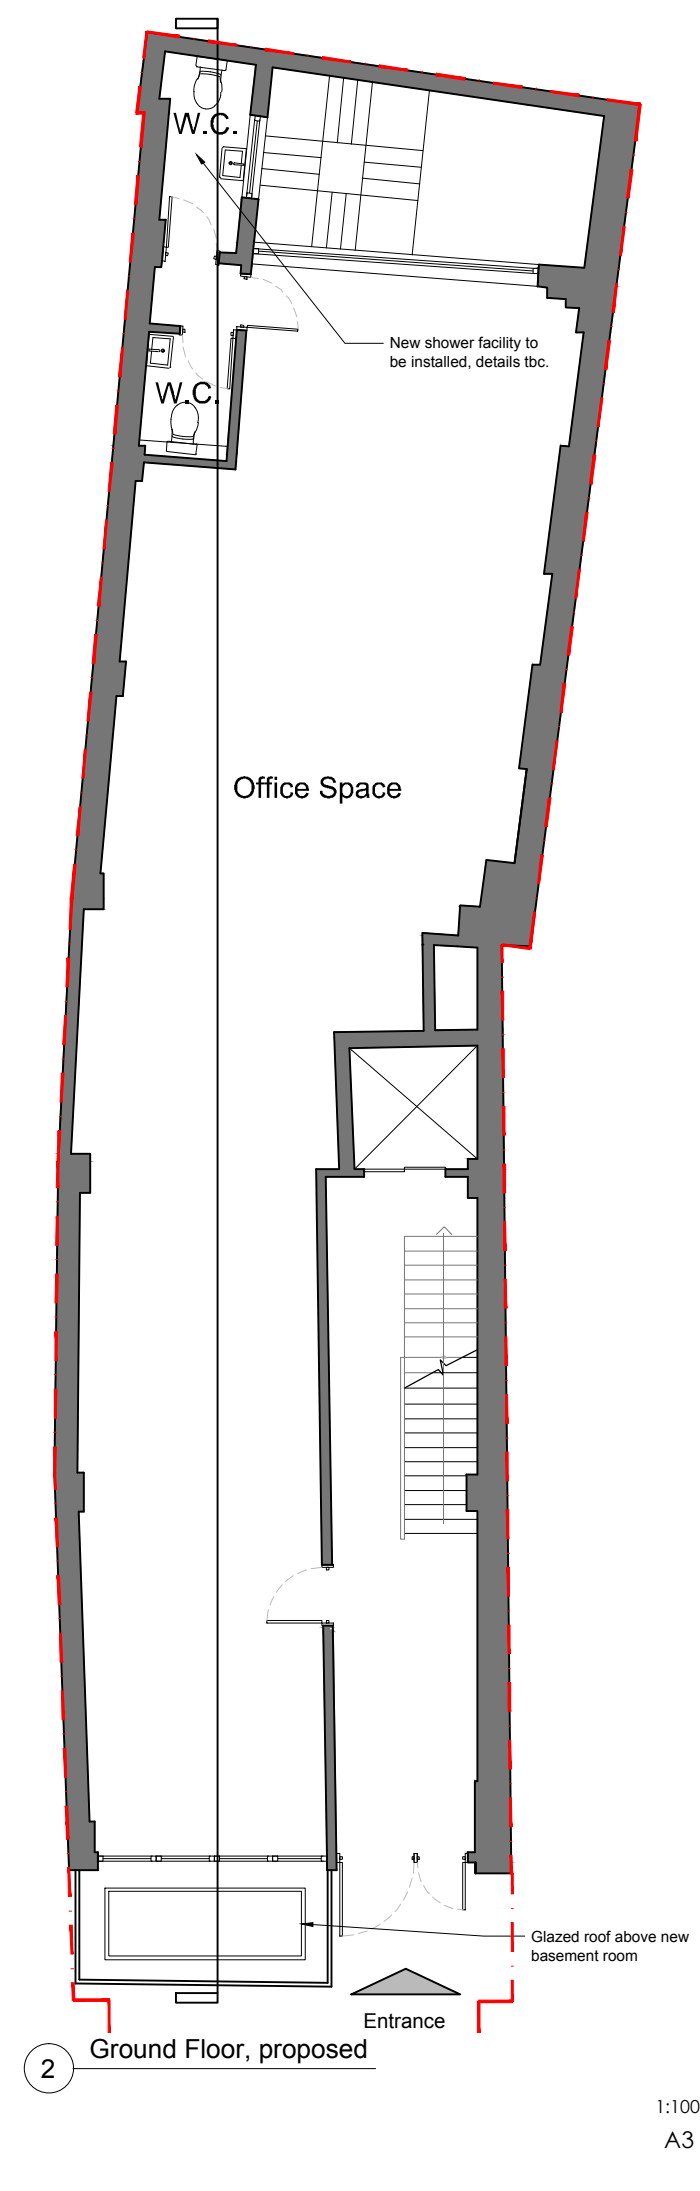 W.C.
New shower facility to
be installed, details tbc.
W.C.
Office Space
Glazed roof above new
basement room
Entrance
Ground Floor, proposed
2
1:100
A3